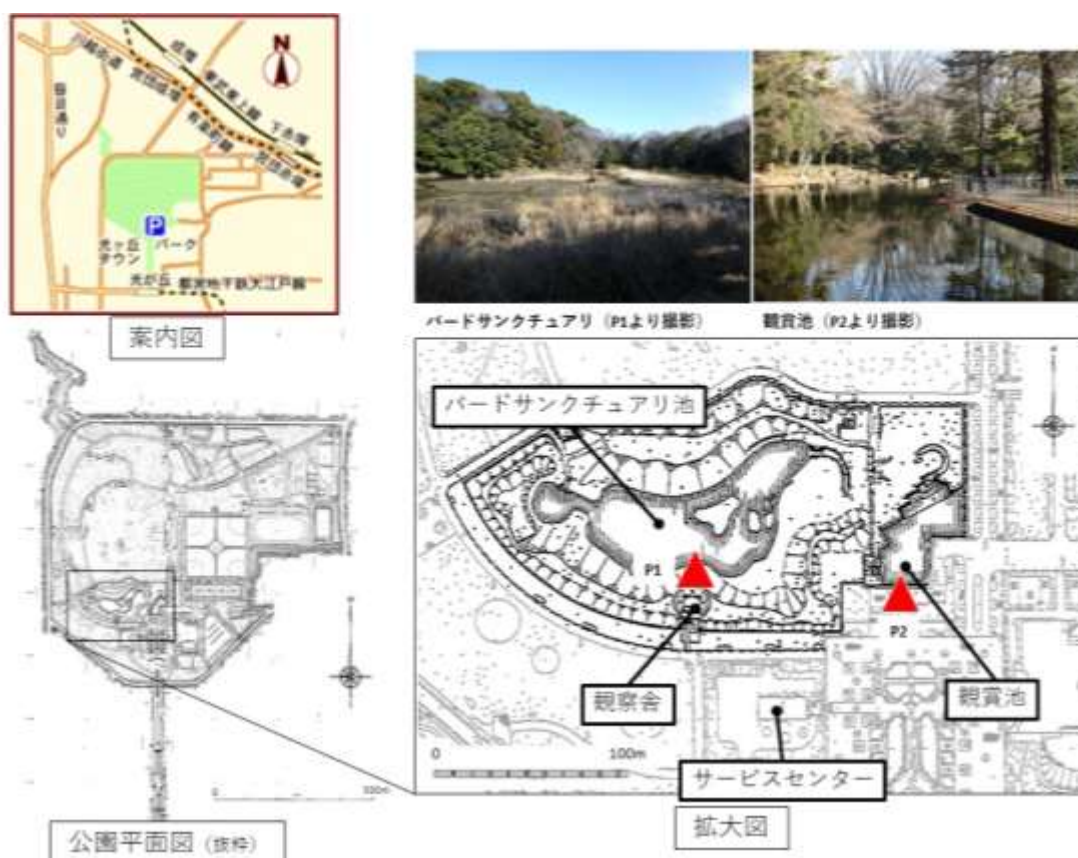 N
川越街道
営団成増
成増
東武東上線
下赤塚
有楽町線
営団赤塚
笹目通り
P
光ヶ丘
タウン
パーク
光が丘
都営地下鉄大江戸線
案内図
バードサンクチュアリ（P1より撮影）
観賞池（P2より撮影）
バードサンクチュアリ池
P1
P2
観察舎
観賞池
0
100m
サービスセンター
拡大図
0
300m
公園平面図（抜粋）